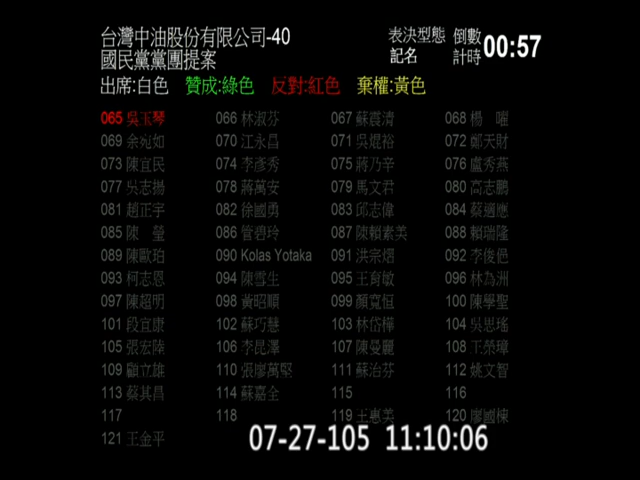 台灣中油股份有限公司-40 表決型態 倒數 00:57
國民黨黨團提案 記名 計時
出席:白色 贊成:綠色 反對:紅色 棄權:黃色
065 吳玉琴 066 林淑芬 067 蘇震清 068 楊 曜
069 余宛如 070 江永昌 071 吳焜裕 072 鄭天財
073 陳宜民 074 李彥秀 075 蔣乃辛 076 盧秀燕
077 吳志揚 078 蔣萬安 079 馬文君 080 高志鵬
081 趙正宇 082 徐國勇 083 邱志偉 084 蔡適應
085 陳 瑩 086 管碧玲 087 陳賴素美 088 賴瑞隆
089 陳歐珀 090 Kolas Yotaka 091 洪宗熠 092 李俊俋
093 柯志恩 094 陳雪生 095 王育敏 096 林為洲
097 陳超明 098 黃昭順 099 顏寬恒 100 陳學聖
101 段宜康 102 蘇巧慧 103 林岱樺 104 吳思瑤
105 張宏陸 106 李昆澤 107 陳曼麗 108 王榮璋
109 顧立雄 110 張廖萬堅 111 蘇治芬 112 姚文智
113 蔡其昌 114 蘇嘉全 115 116
117 118 119 王惠美 120 廖國棟
121 王金平
07-27-105 11:10:06